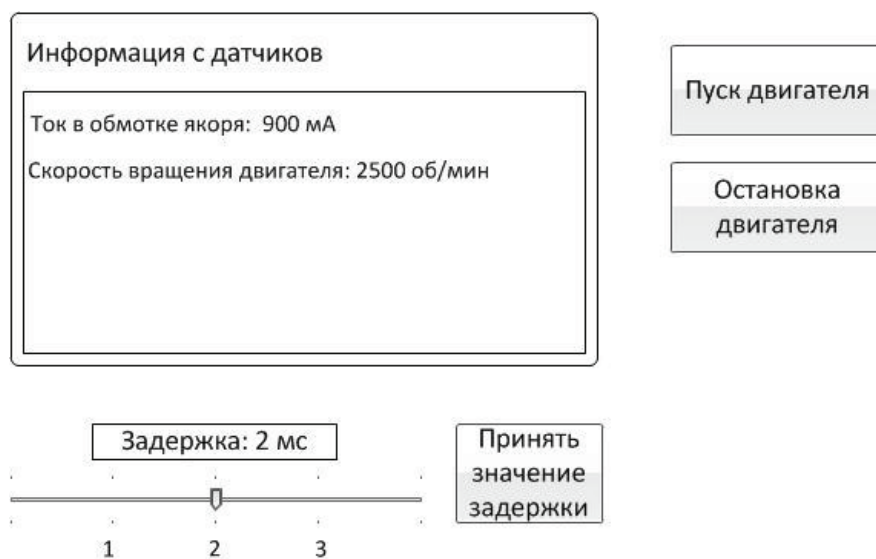 Информация с датчиков
Ток в обмотке якоря: 900 мА
Скорость вращения двигателя: 2500 об/мин
Пуск двигателя
Остановка
двигателя
Задержка: 2 мс
1 2 3
Принять
значение
задержки